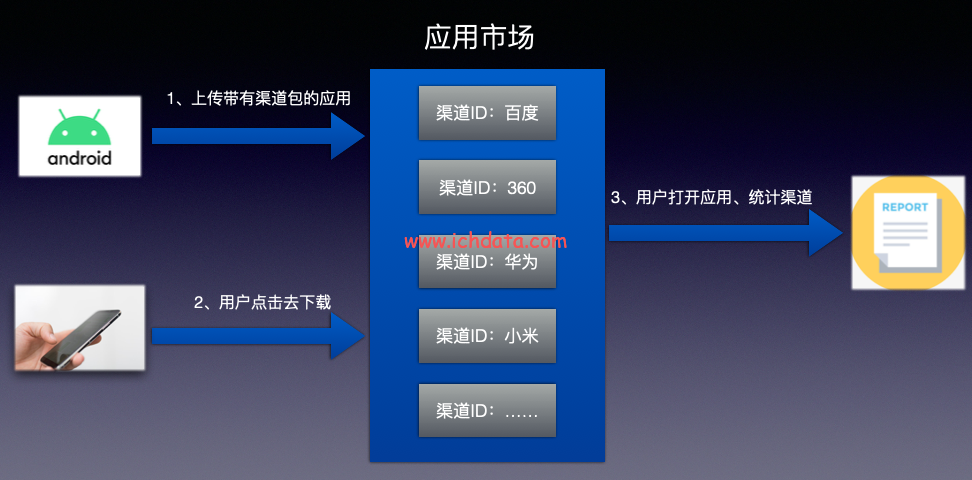 应用市场
1、上传带有渠道包的应用
android
渠道ID：百度
渠道ID：360
3、用户打开应用、统计渠道
REPORT
www.ichdata.com
渠道ID：华为
2、用户点击去下载
渠道ID：小米
渠道ID：……